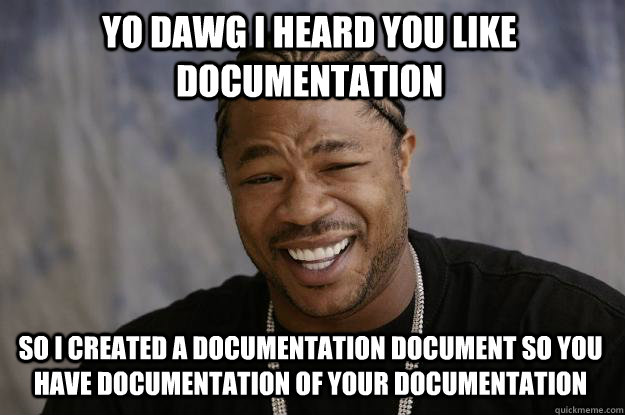 YO DAWG I HEARD YOU LIKE
DOCUMENTATION
SO I CREATED A DOCUMENTATION DOCUMENT SO YOU
HAVE DOCUMENTATION OF YOUR DOCUMENTATION
quickmeme.com